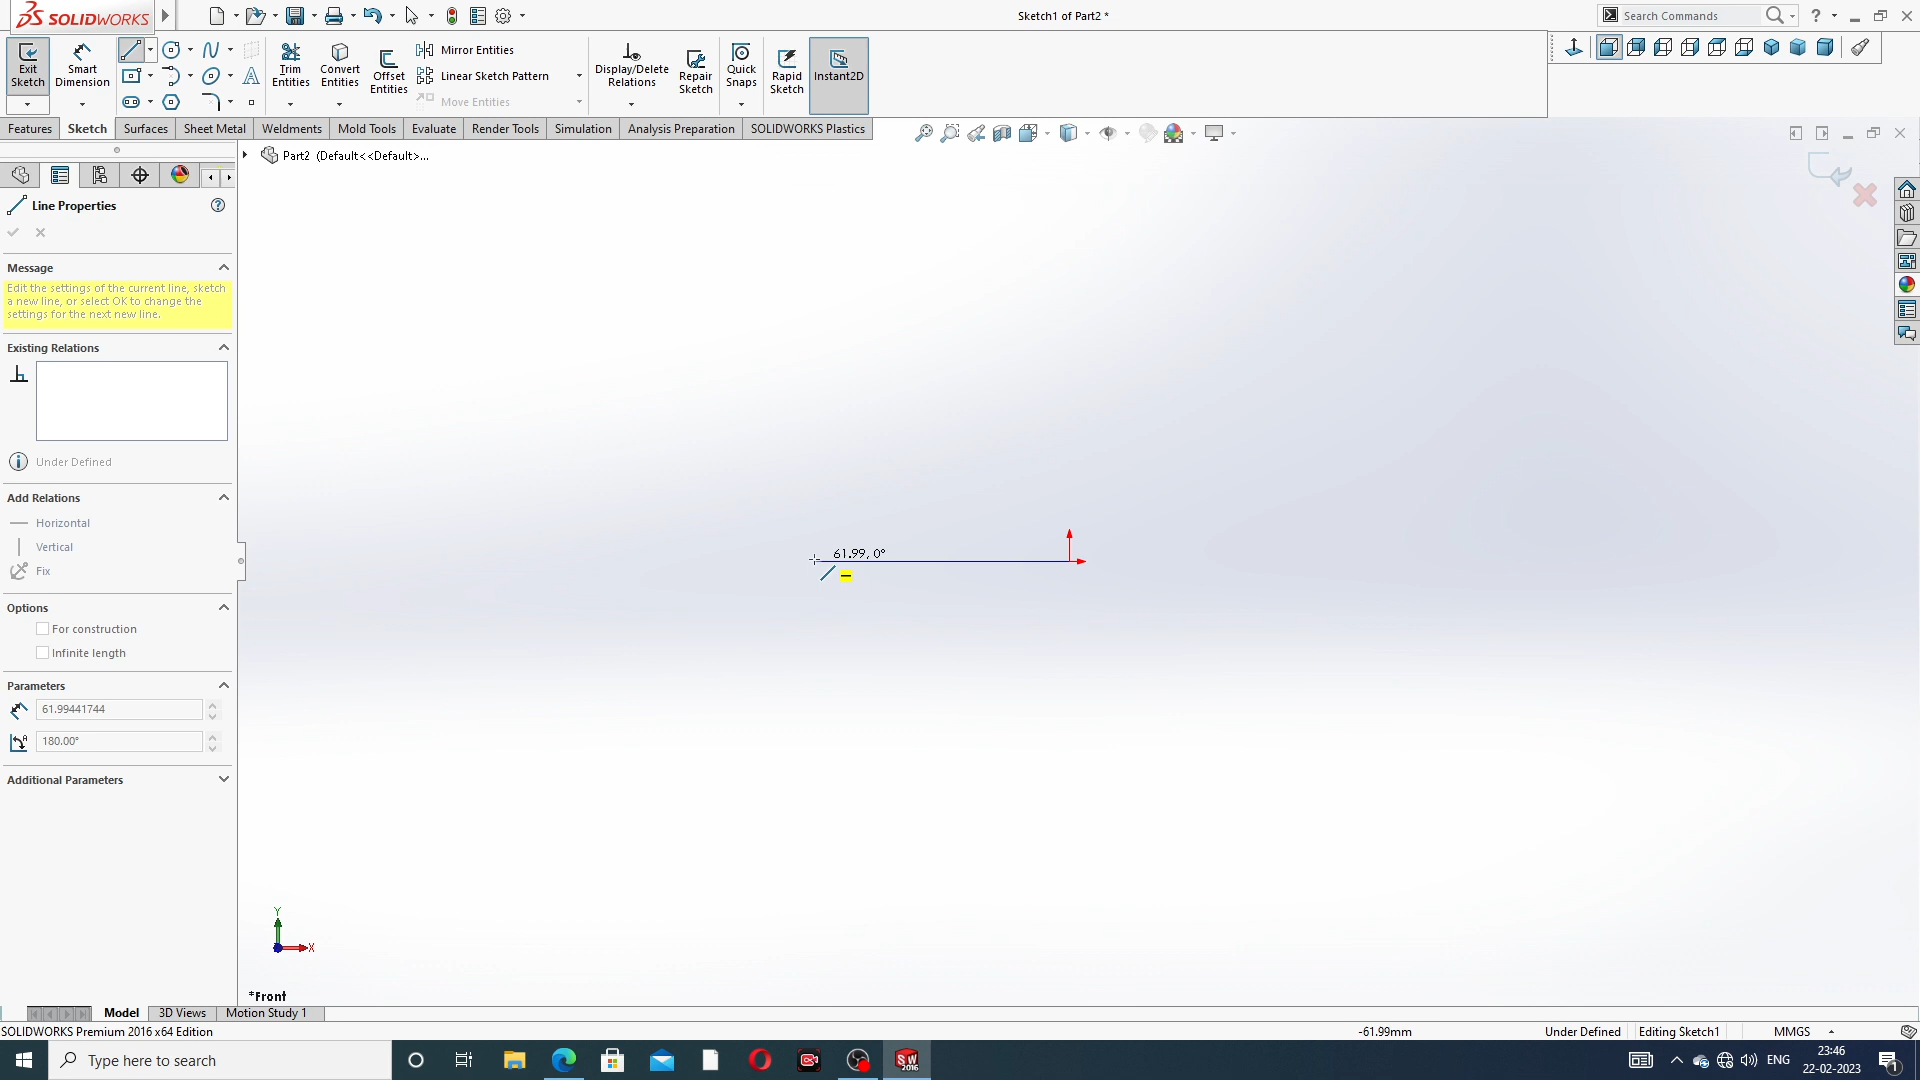 SOLIDWORKS
Sketch1 of Part2 *
Search Commands
Exit Sketch
Smart Dimension
Trim Entities
Convert Entities
Offset Entities
Mirror Entities
Linear Sketch Pattern
Move Entities
Display/Delete Relations
Repair Sketch
Quick Snaps
Rapid Sketch
Instant2D
Features Sketch Surfaces Sheet Metal Weldments Mold Tools Evaluate Render Tools Simulation Analysis Preparation SOLIDWORKS Plastics
Part2 (Default<<Default>...
Line Properties
Message
Edit the settings of the current line, sketch
a new line, or select OK to change the
settings for the next new line.
Existing Relations
Under Defined
Add Relations
Horizontal
Vertical
Fix
Options
For construction
Infinite length
Parameters
61.99441744
180.00°
Additional Parameters
61.99, 0°
Y
X
*Front
Model 3D Views Motion Study 1
SOLIDWORKS Premium 2016 x64 Edition
-61.99mm Under Defined Editing Sketch1 MMGS
Type here to search
SW 2016
ENG
23:46
22-02-2023
1